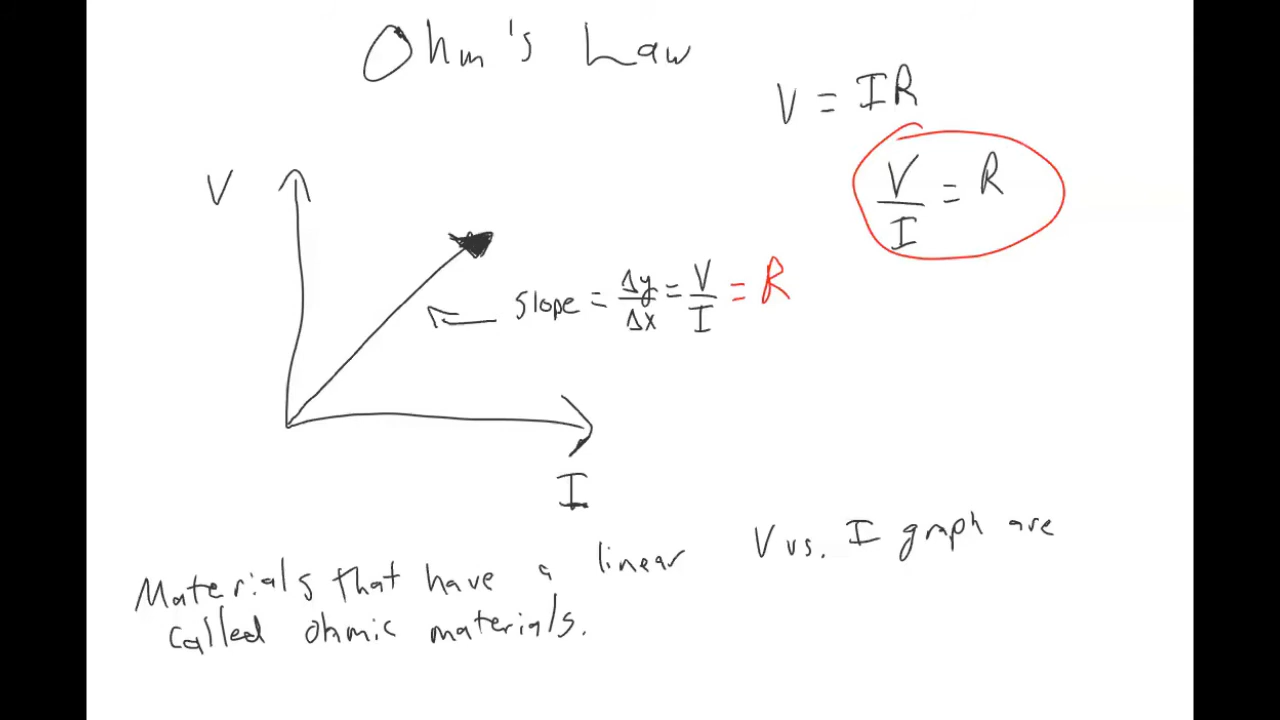 Ohm's Law
V = IR
V/I = R
V
Slope = Δy/Δx = V/I = R
I
Materials that have a linear V vs. I graph are
called ohmic materials.